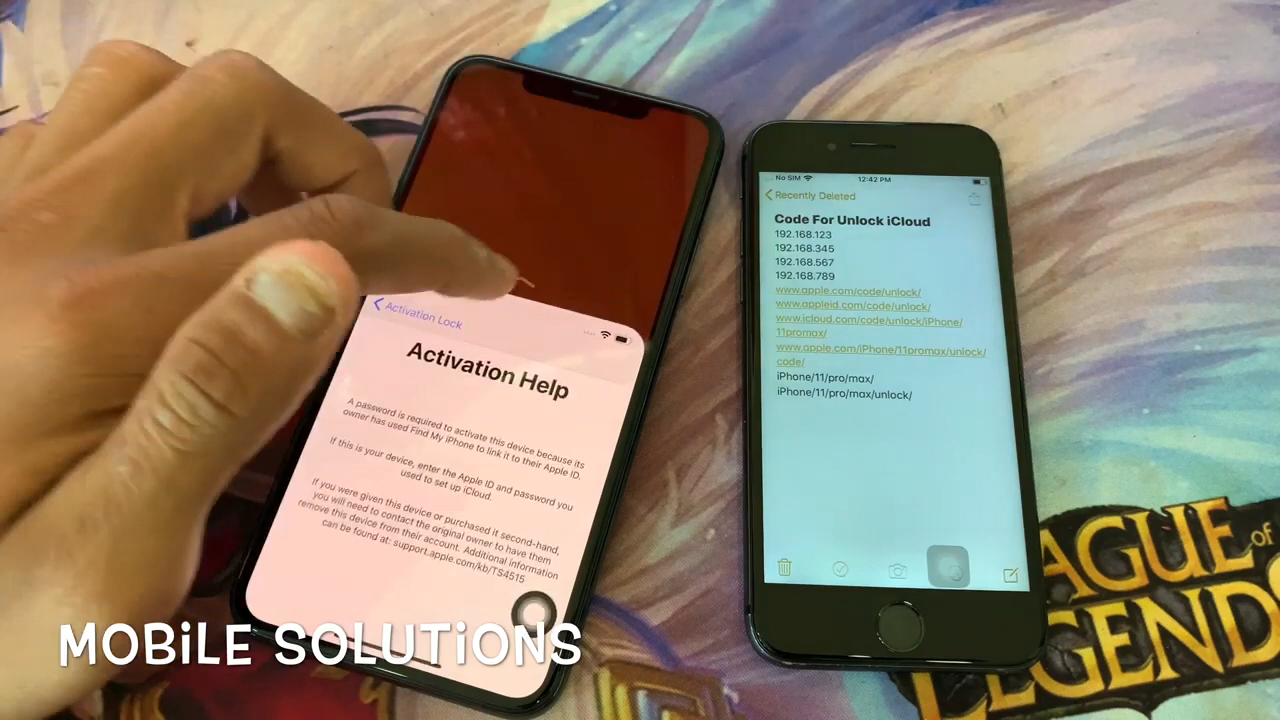 Activation Lock
Activation Help
A password is required to activate this device because its
owner has used Find My iPhone to link it to their Apple ID.
If this is your device, enter the Apple ID and password you
used to set up iCloud.
If you were given this device or purchased it second-hand,
you will need to contact the original owner to have them
remove this device from their account. Additional information
can be found at: support.apple.com/kb/TS4515
No SIM
12:42 PM
Recently Deleted
Code For Unlock iCloud
192.168.123
192.168.345
192.168.567
192.168.789
www.apple.com/code/unlock/
www.appleid.com/code/unlock/
www.icloud.com/code/unlock/iPhone/
11promax/
www.apple.com/iPhone/11promax/unlock/
code/
iPhone/11/pro/max/
iPhone/11/pro/max/unlock/
MOBiLE SOLUTiONS
LEAGUE of
LEGENDS